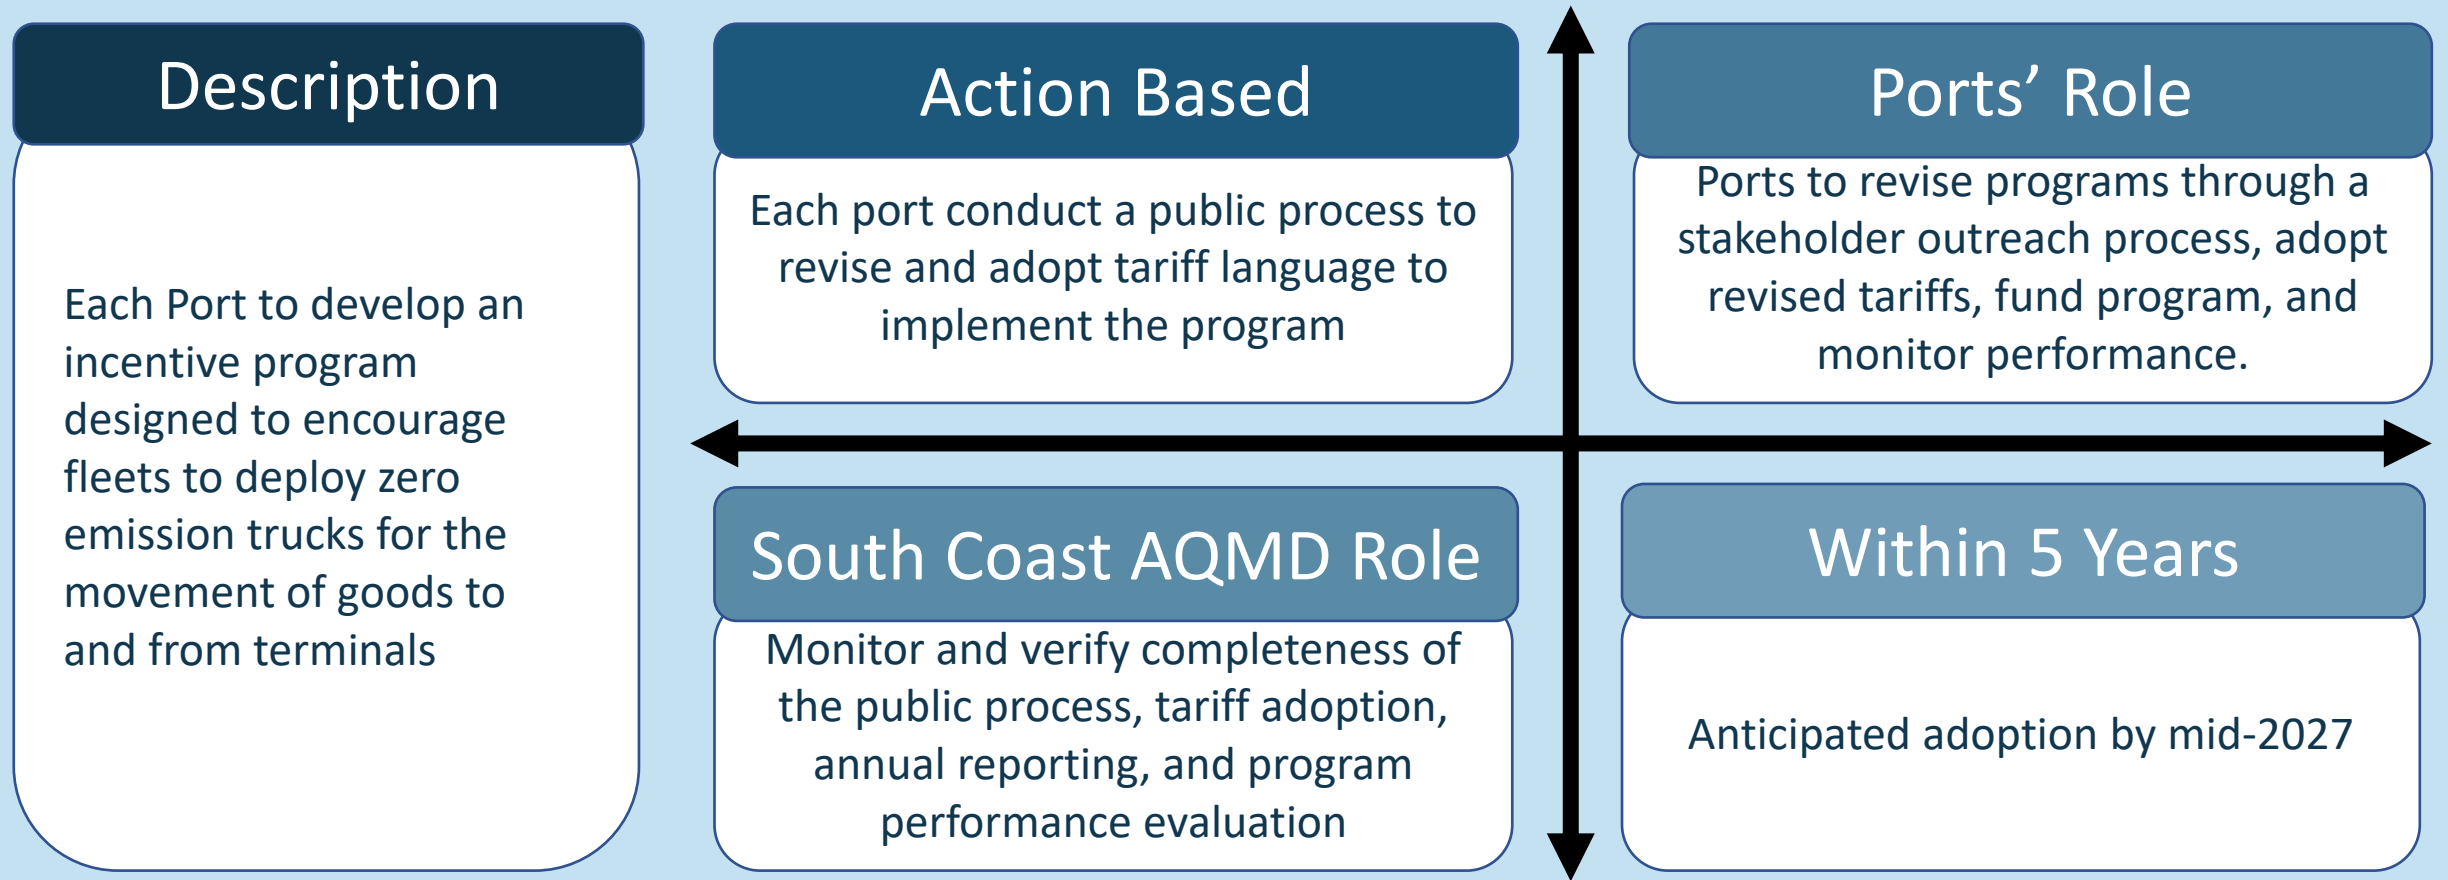 Description
Each Port to develop an
incentive program
designed to encourage
fleets to deploy zero
emission trucks for the
movement of goods to
and from terminals
Action Based
Each port conduct a public process to
revise and adopt tariff language to
implement the program
Ports’ Role
Ports to revise programs through a
stakeholder outreach process, adopt
revised tariffs, fund program, and
monitor performance.
South Coast AQMD Role
Monitor and verify completeness of
the public process, tariff adoption,
annual reporting, and program
performance evaluation
Within 5 Years
Anticipated adoption by mid-2027